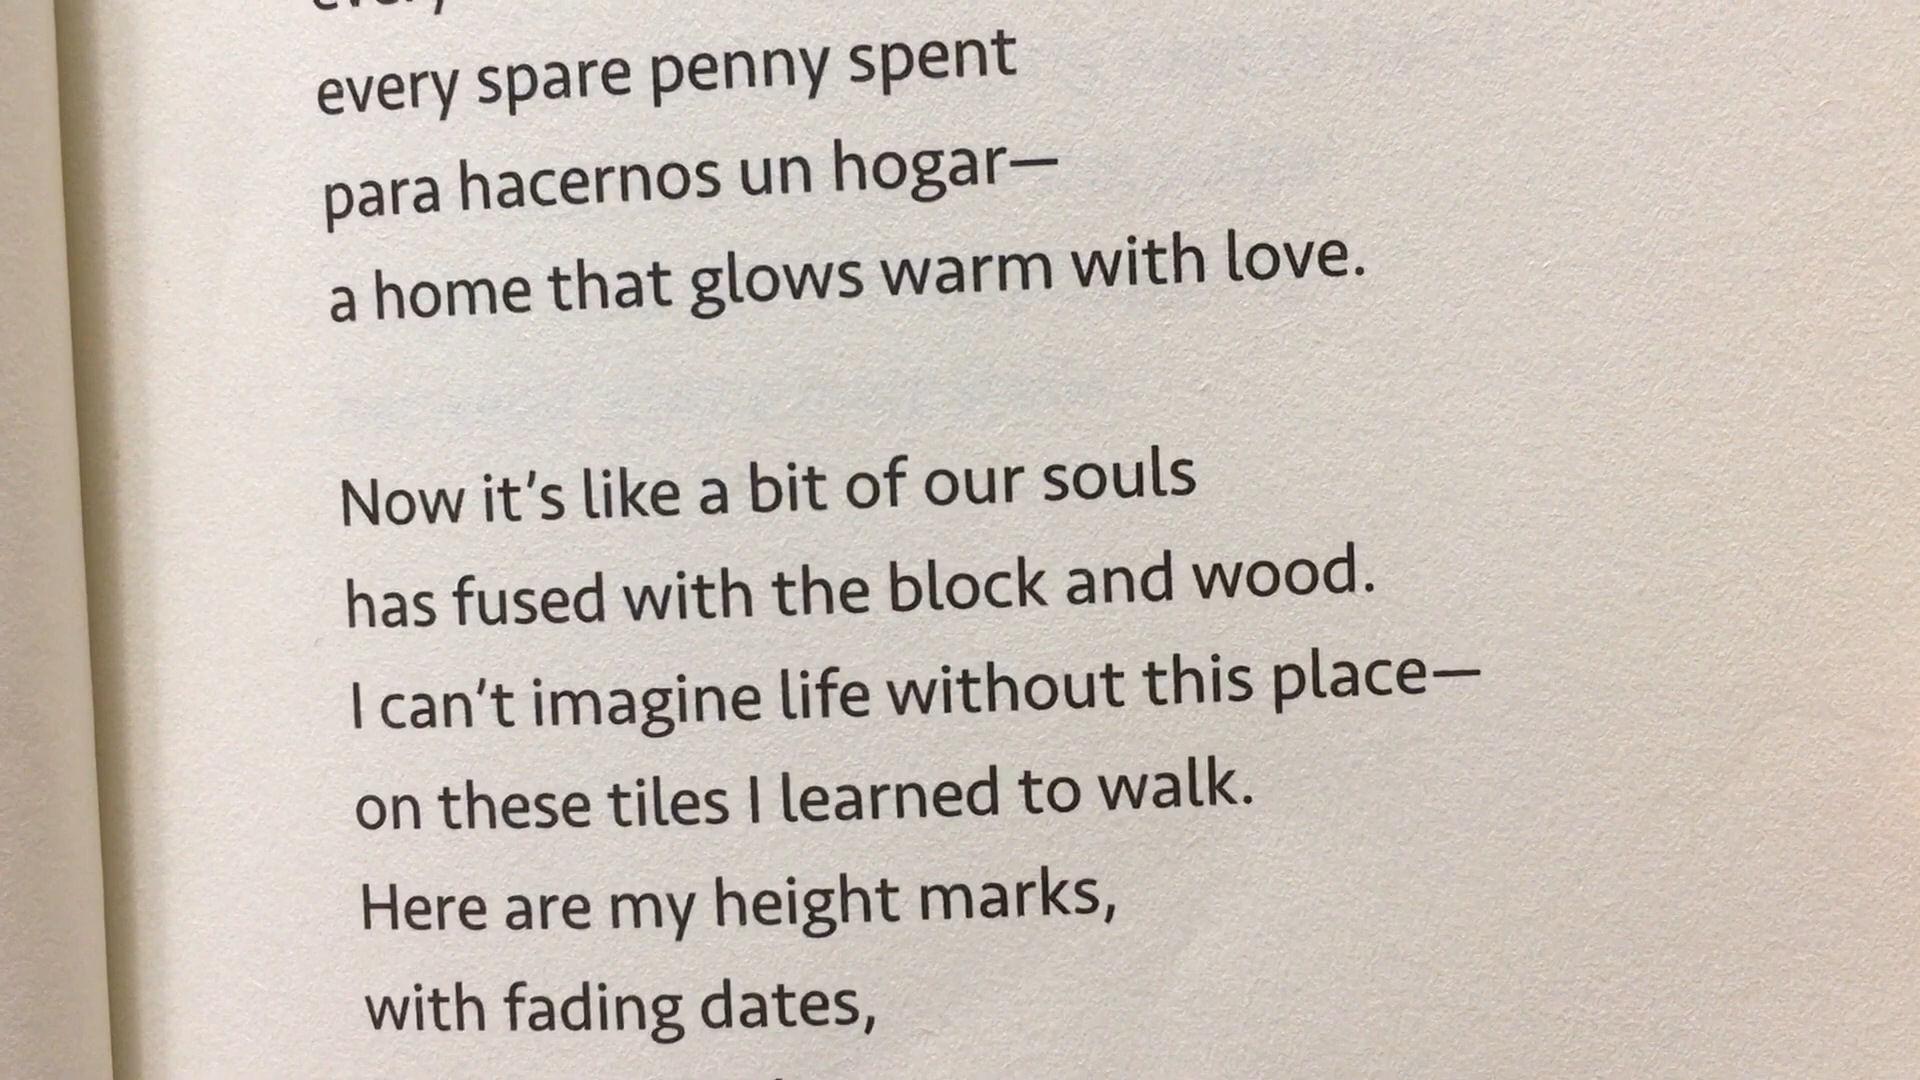 every spare penny spent
para hacernos un hogar—
a home that glows warm with love.
Now it's like a bit of our souls
has fused with the block and wood.
I can't imagine life without this place—
on these tiles I learned to walk.
Here are my height marks,
with fading dates,